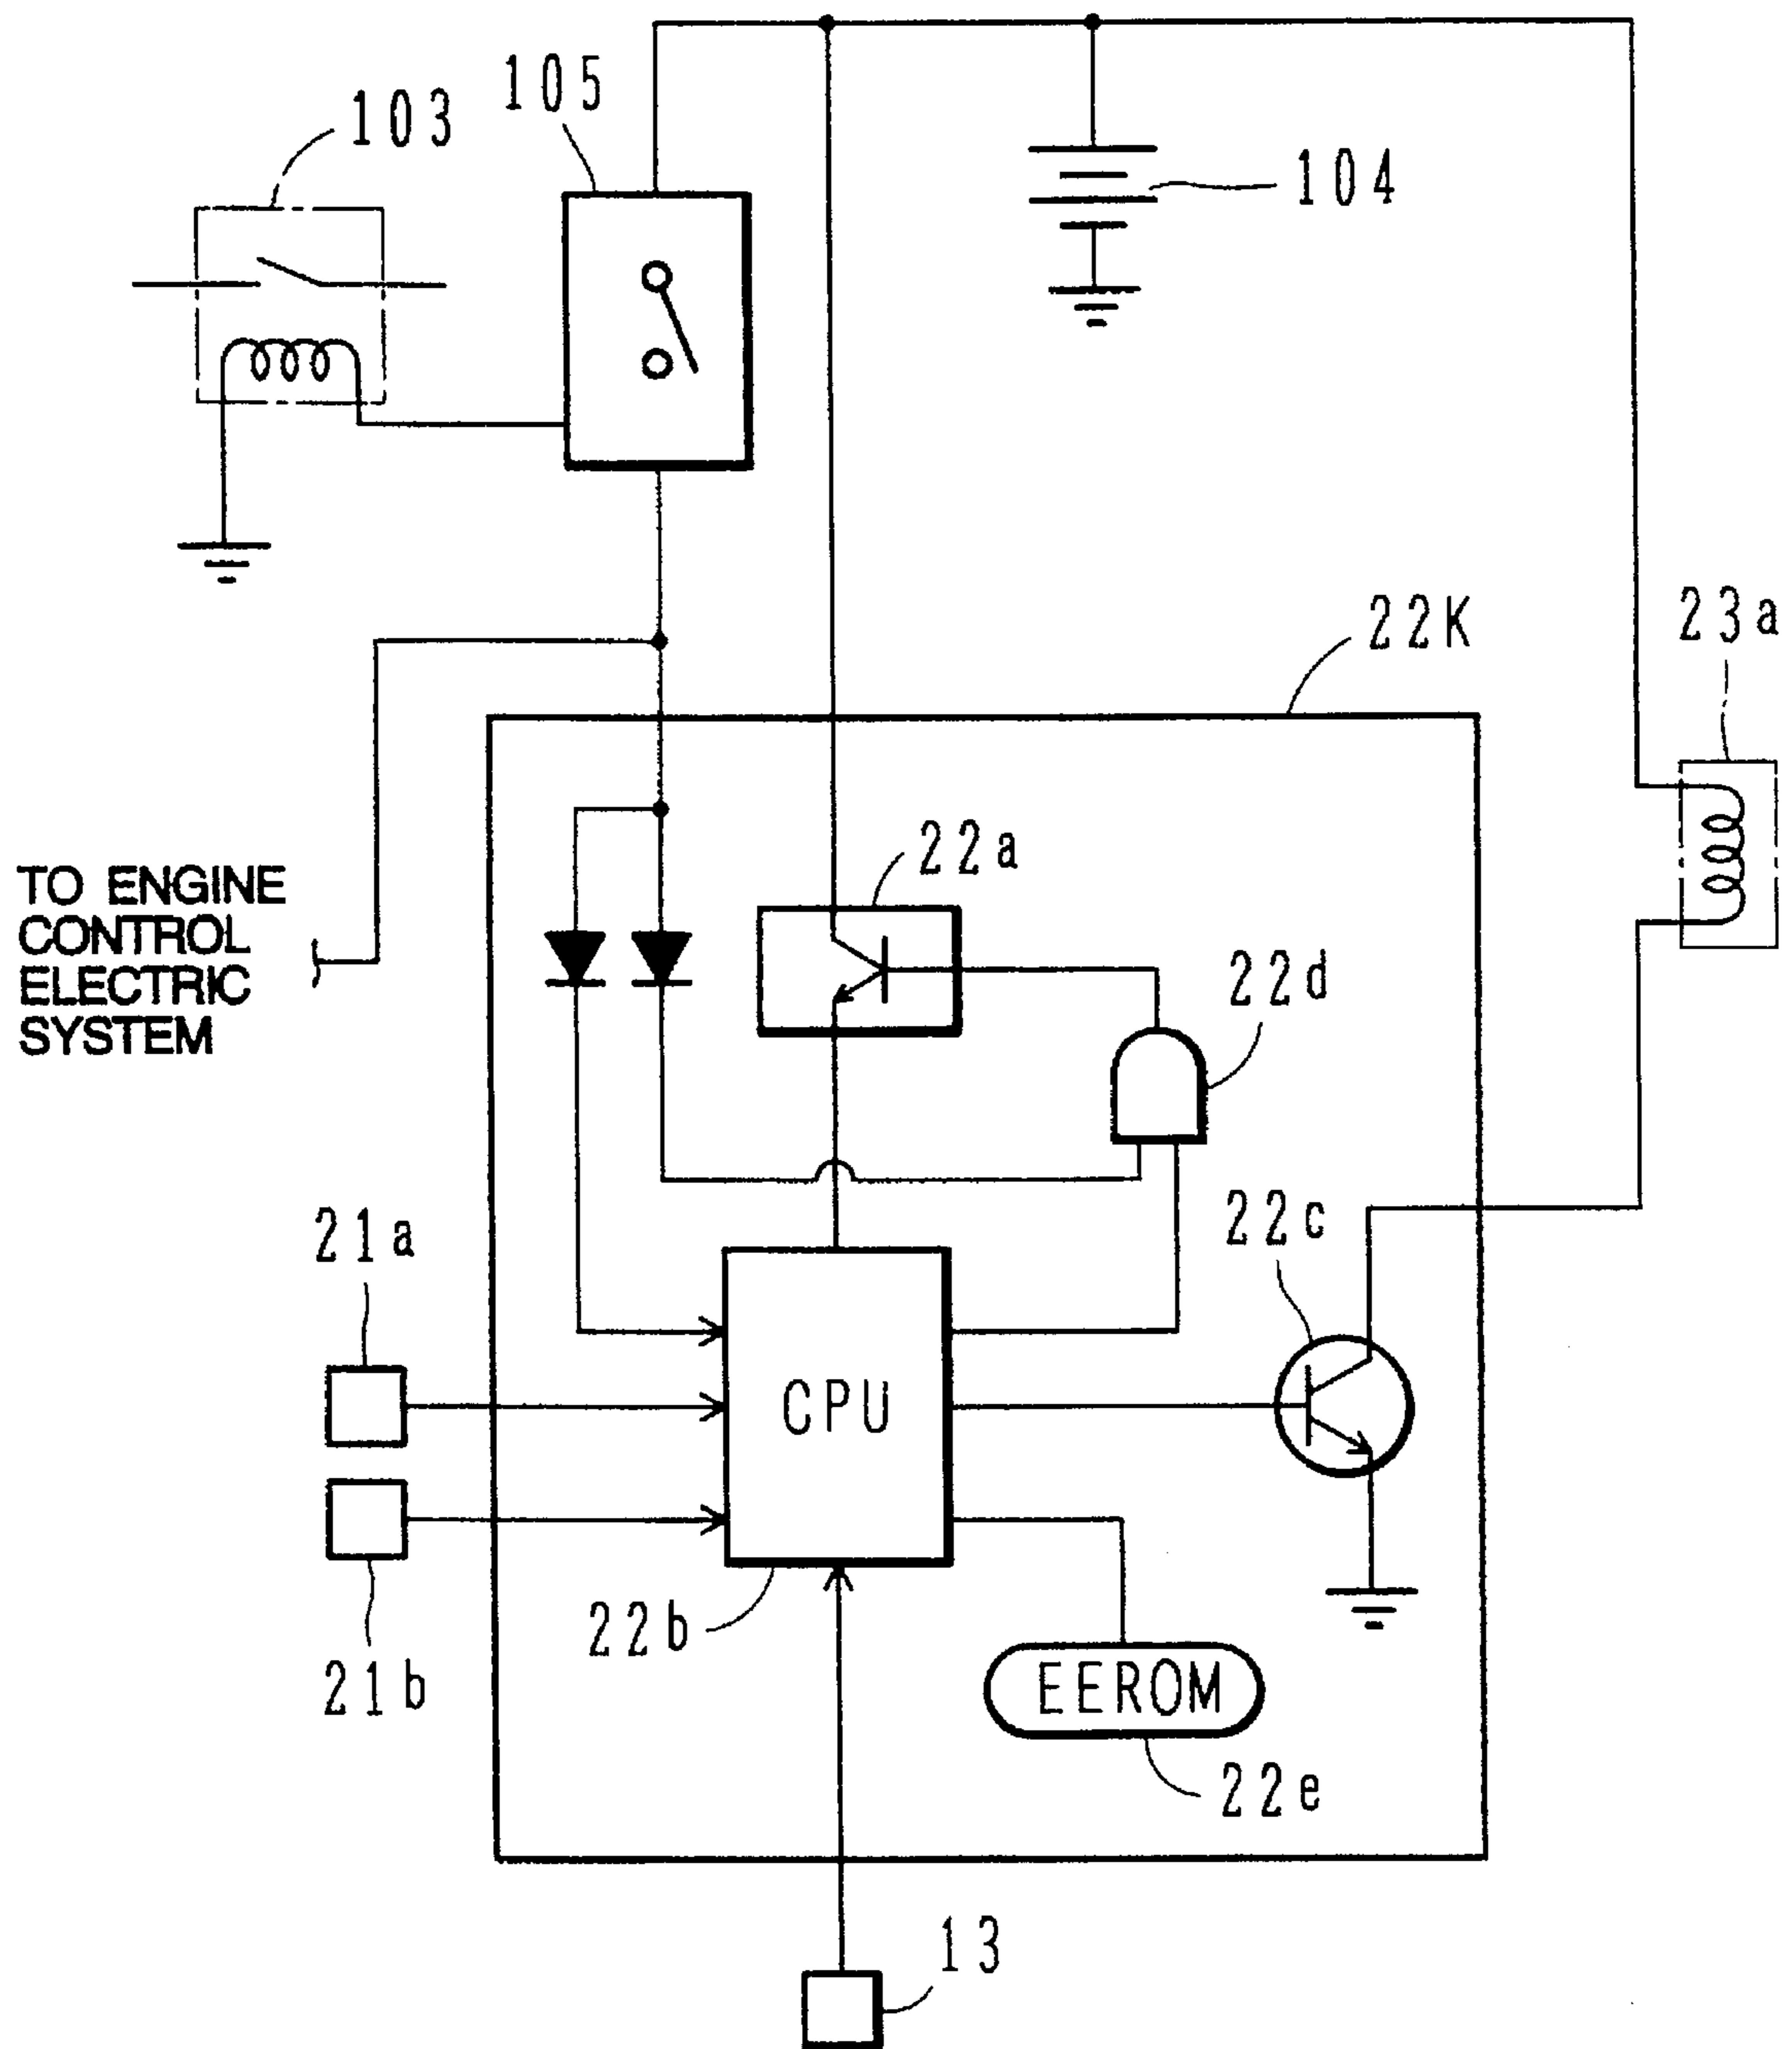 105
103
104
22K
23a
22a
TO ENGINE
CONTROL
ELECTRIC
SYSTEM
22d
21a
22c
CPU
22b
21b
EEROM
22e
13